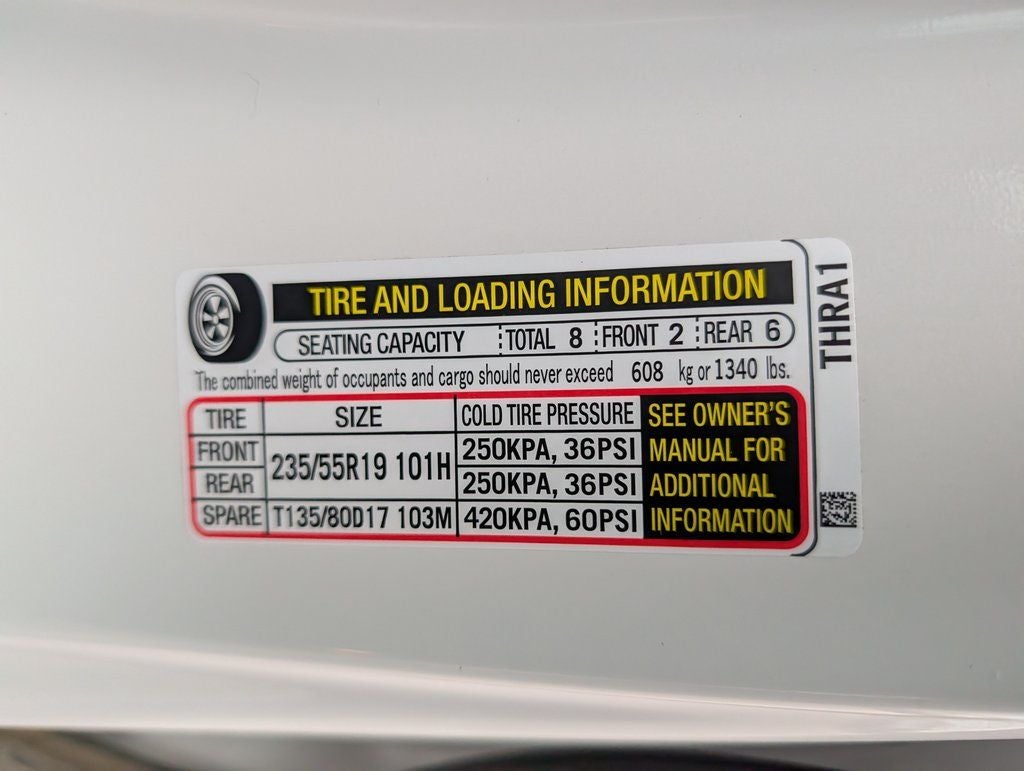 TIRE AND LOADING INFORMATION
SEATING CAPACITY TOTAL 8 FRONT 2 REAR 6
The combined weight of occupants and cargo should never exceed 608 kg or 1340 lbs.
TIRE SIZE COLD TIRE PRESSURE
FRONT 235/55R19 101H 250KPA, 36PSI
REAR 250KPA, 36PSI
SPARE T135/80D17 103M 420KPA, 60PSI
SEE OWNER'S
MANUAL FOR
ADDITIONAL
INFORMATION
THRA1